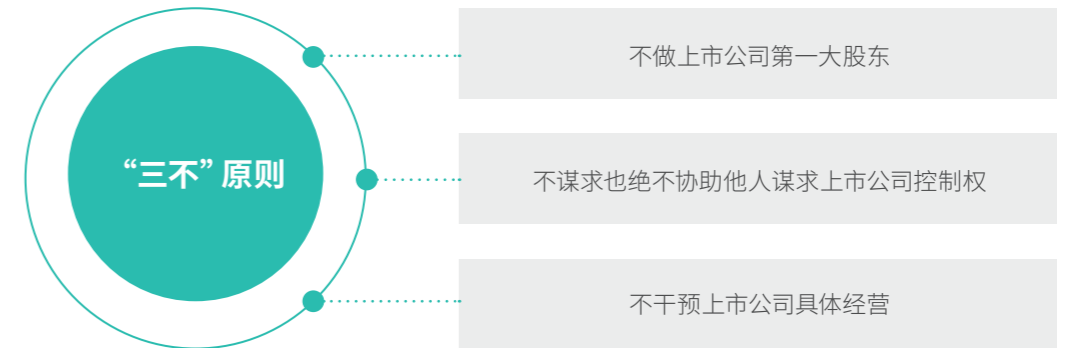 “三不” 原则
不做上市公司第一大股东
不谋求也绝不协助他人谋求上市公司控制权
不干预上市公司具体经营